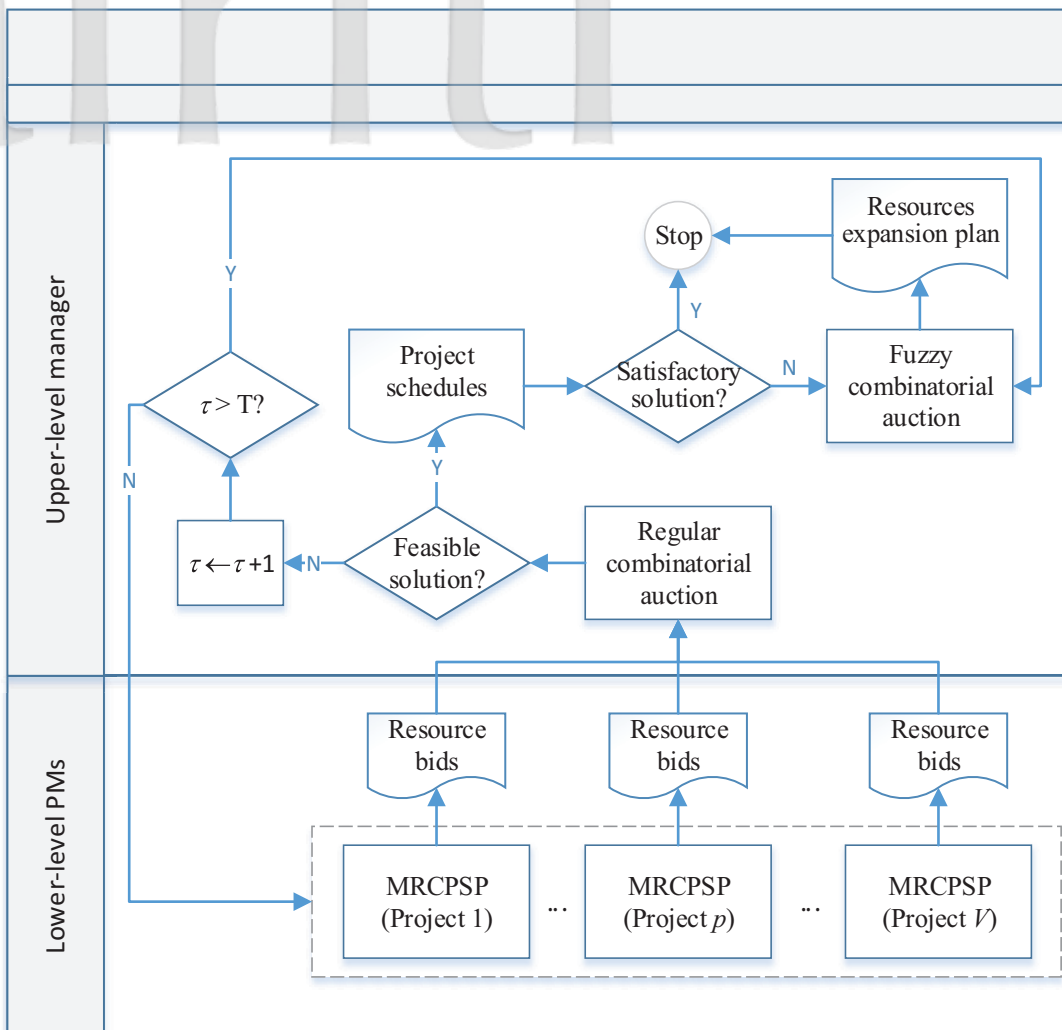 Upper-level manager
Y
Stop
Resources
expansion plan
Y
Project
schedules
Satisfactory
solution?
N
Fuzzy
combinatorial
auction
τ > T?
N
Y
τ ← τ +1
N
Feasible
solution?
Regular
combinatorial
auction
Lower-level PMs
Resource
bids
Resource
bids
Resource
bids
MRCPSP
(Project 1)
...
MRCPSP
(Project p)
...
MRCPSP
(Project V)